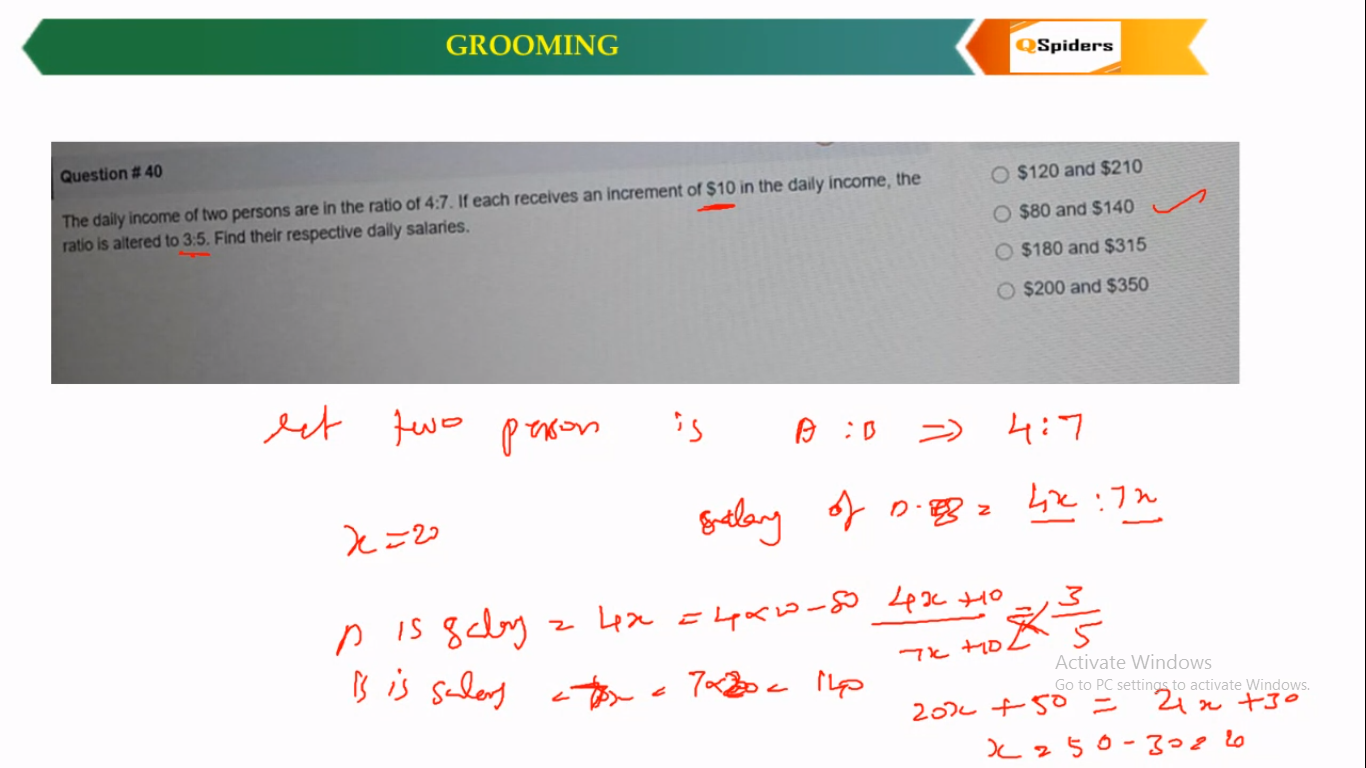 GROOMING
QSpiders
Question # 40
The daily income of two persons are in the ratio of 4:7. If each receives an increment of $10 in the daily income, the
ratio is altered to 3:5. Find their respective daily salaries.
$120 and $210
$80 and $140
$180 and $315
$200 and $350
let two person is A : B ⇒ 4:7
salary of = 4x : 7x
x = 20
A is salary = 4x = 4×20 = 80
4x +10 / 7x +10 = 3 / 5
B is salary = 7x = 7×20 = 140
Activate Windows
Go to PC settings to activate Windows.
20x + 50 = 21x + 30
x = 50 - 30 = 20